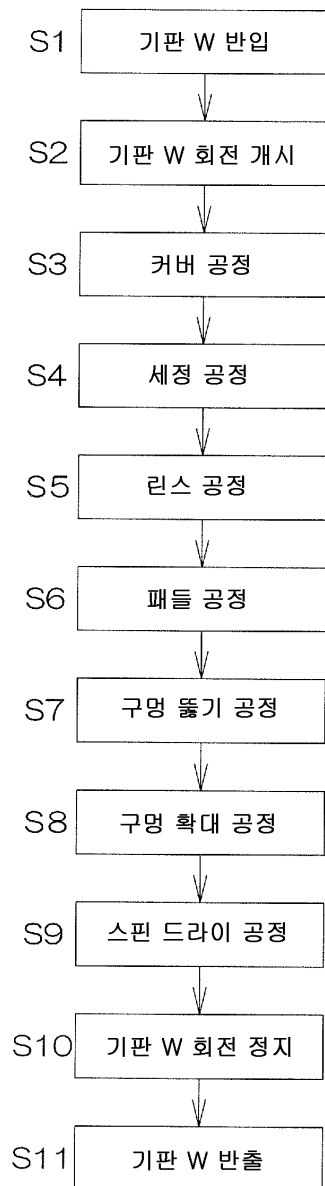 S1 기판 W 반입
S2 기판 W 회전 개시
S3 커버 공정
S4 세정 공정
S5 린스 공정
S6 패들 공정
S7 구멍 뚫기 공정
S8 구멍 확대 공정
S9 스핀 드라이 공정
S10 기판 W 회전 정지
S11 기판 W 반출